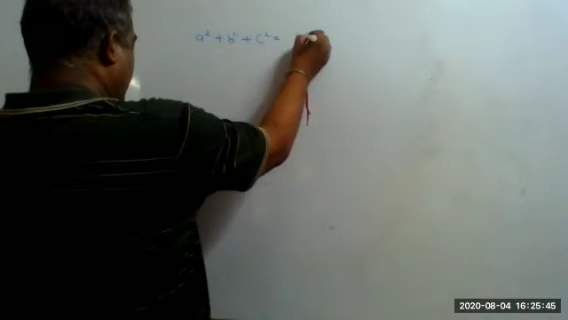 a² + b² + c² =
2020-08-04 16:25:45